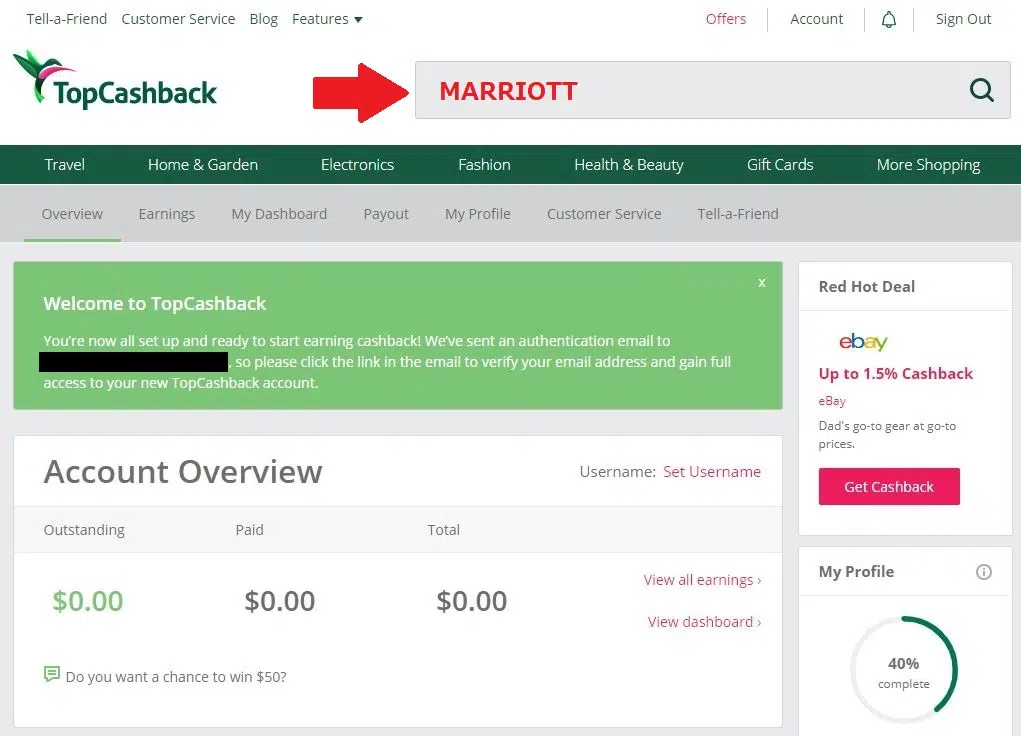 Tell-a-Friend Customer Service Blog Features
Offers Account Sign Out
TopCashback
MARRIOTT
Travel Home & Garden Electronics Fashion Health & Beauty Gift Cards More Shopping
Overview Earnings My Dashboard Payout My Profile Customer Service Tell-a-Friend
x
Welcome to TopCashback
You're now all set up and ready to start earning cashback! We've sent an authentication email to
, so please click the link in the email to verify your email address and gain full
access to your new TopCashback account.
Account Overview
Username: Set Username
Outstanding Paid Total
$0.00 $0.00 $0.00
View all earnings ›
View dashboard ›
Do you want a chance to win $50?
Red Hot Deal
ebay
Up to 1.5% Cashback
eBay
Dad's go-to gear at go-to
prices.
Get Cashback
My Profile
40%
complete